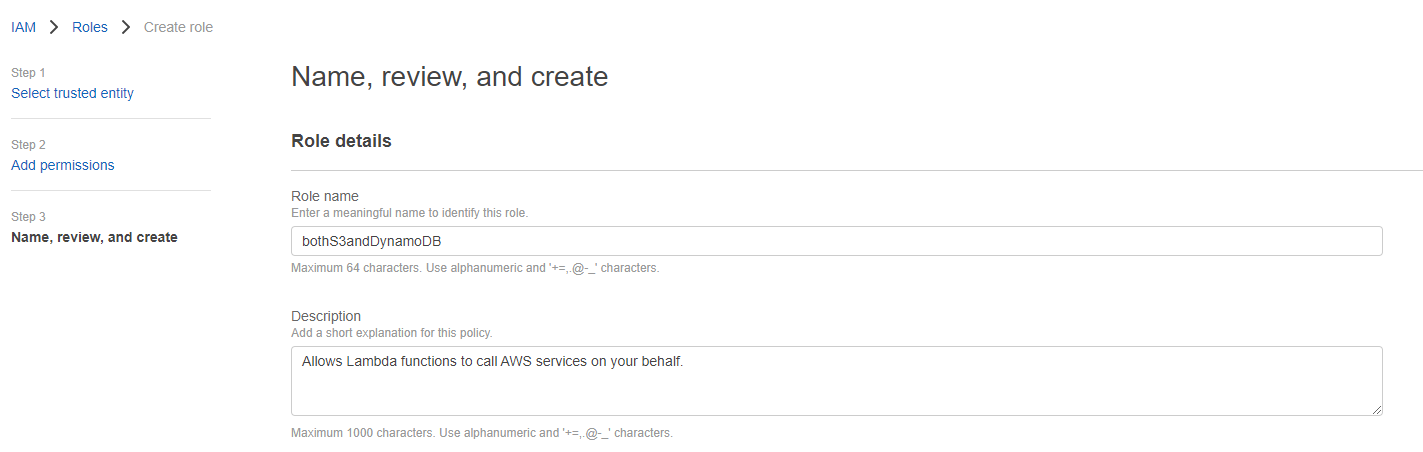 IAM > Roles > Create role
Step 1
Select trusted entity
Step 2
Add permissions
Step 3
Name, review, and create
Name, review, and create
Role details
Role name
Enter a meaningful name to identify this role.
bothS3andDynamoDB
Maximum 64 characters. Use alphanumeric and '+=,.@-_' characters.
Description
Add a short explanation for this policy.
Allows Lambda functions to call AWS services on your behalf.
Maximum 1000 characters. Use alphanumeric and '+=,.@-_' characters.